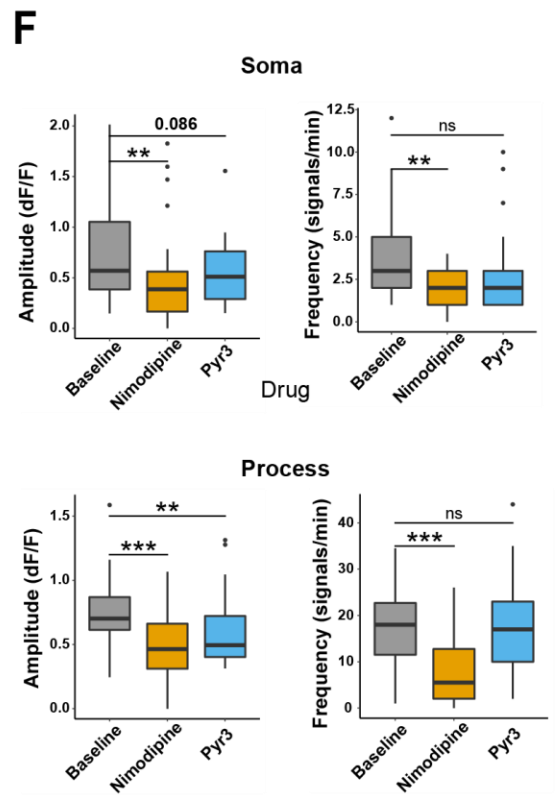 F
Soma
Amplitude (dF/F)
2.0
1.5
1.0
0.5
0.0
0.086
**
Baseline
Nimodipine
Pyr3
Frequency (signals/min)
12.5
10.0
7.5
5.0
2.5
0.0
ns
**
Baseline
Nimodipine
Pyr3
Drug
Process
Amplitude (dF/F)
1.5
1.0
0.5
0.0
**
***
Baseline
Nimodipine
Pyr3
Frequency (signals/min)
40
30
20
10
0
ns
***
Baseline
Nimodipine
Pyr3